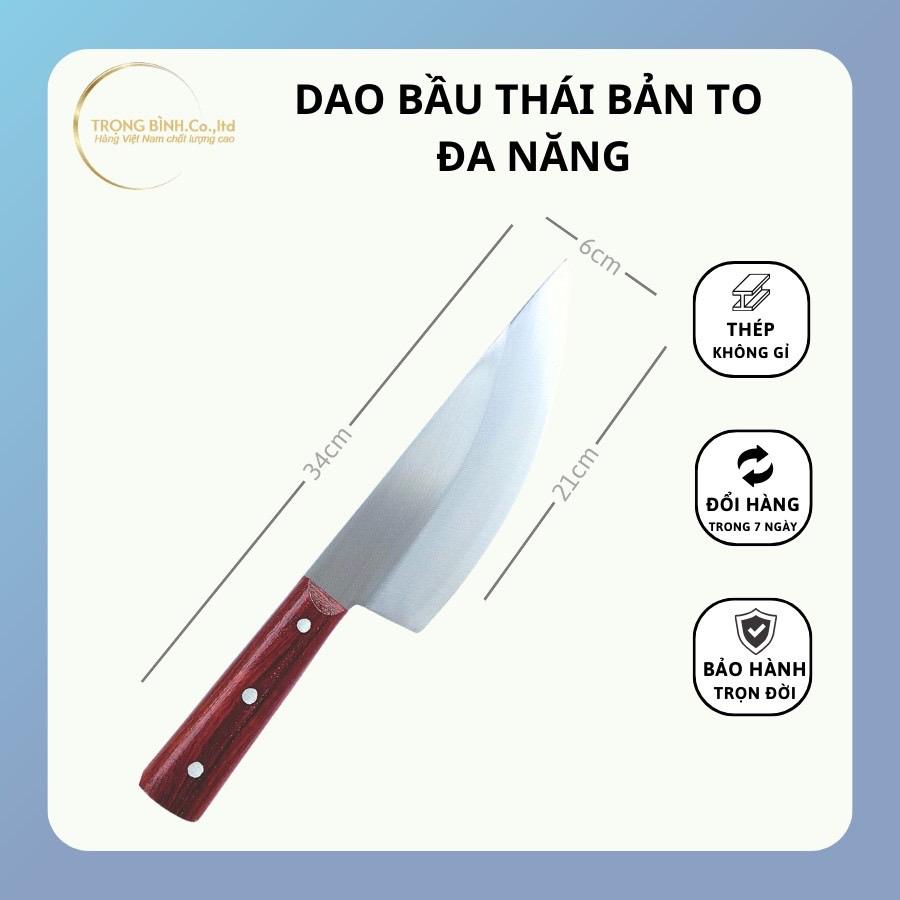 TRỌNG BÌNH.Co.,ltd
Hàng Việt Nam chất lượng cao
DAO BẦU THÁI BẢN TO
ĐA NĂNG
6cm
34cm
21cm
THÉP
KHÔNG GỈ
ĐỔI HÀNG
TRONG 7 NGÀY
BẢO HÀNH
TRỌN ĐỜI